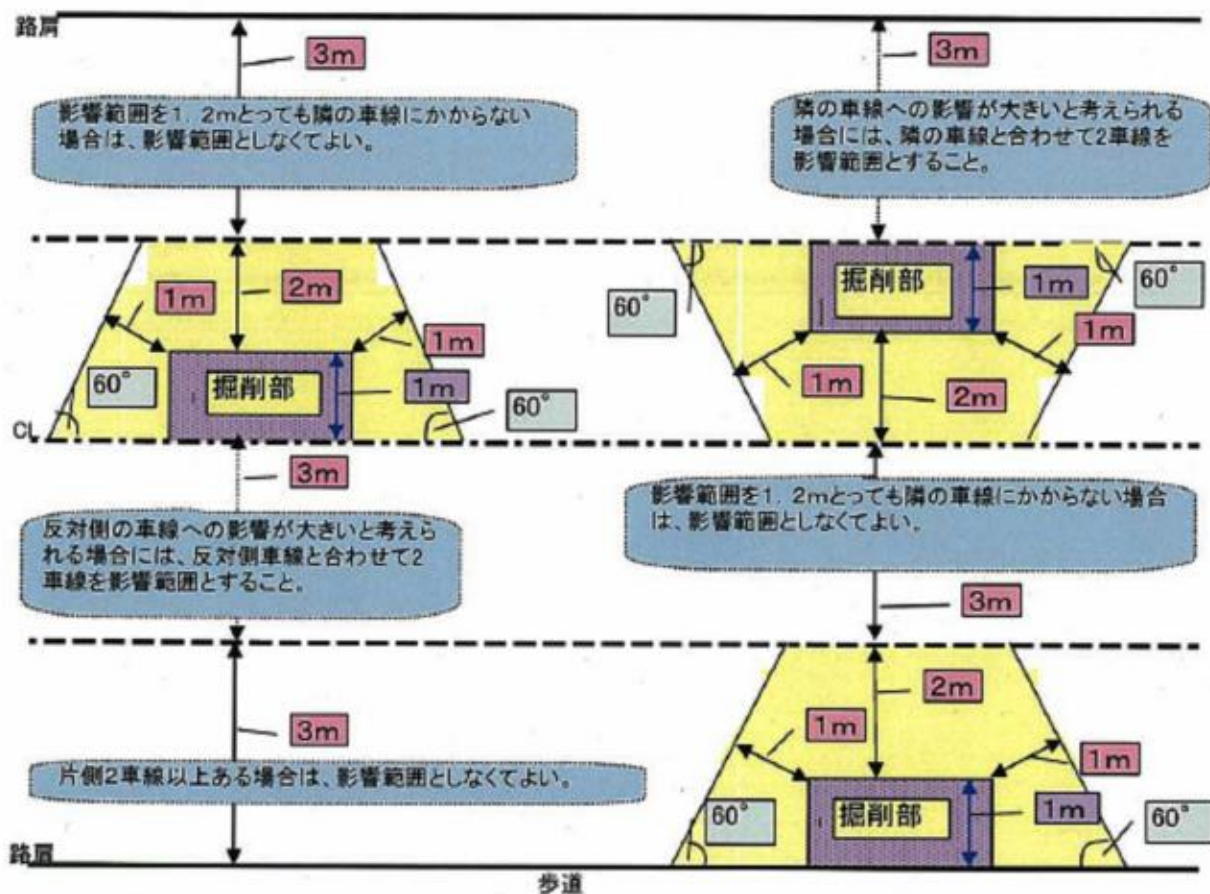 路肩
3m
3m
影響範囲を1.2mとっても隣の車線にかからない
場合は、影響範囲としなくてよい。
隣の車線への影響が大きいと考えられる
場合には、隣の車線と合わせて2車線を
影響範囲とすること。
1m
2m
1m
60°
掘削部
1m
60°
60°
掘削部
1m
60°
1m
1m
2m
CL
3m
反対側の車線への影響が大きいと考えら
れる場合には、反対側車線と合わせて2
車線を影響範囲とすること。
影響範囲を1.2mとっても隣の車線にかからない場合
は、影響範囲としなくてよい。
3m
3m
片側2車線以上ある場合は、影響範囲としなくてよい。
2m
1m
1m
60°
掘削部
1m
60°
路肩
歩道